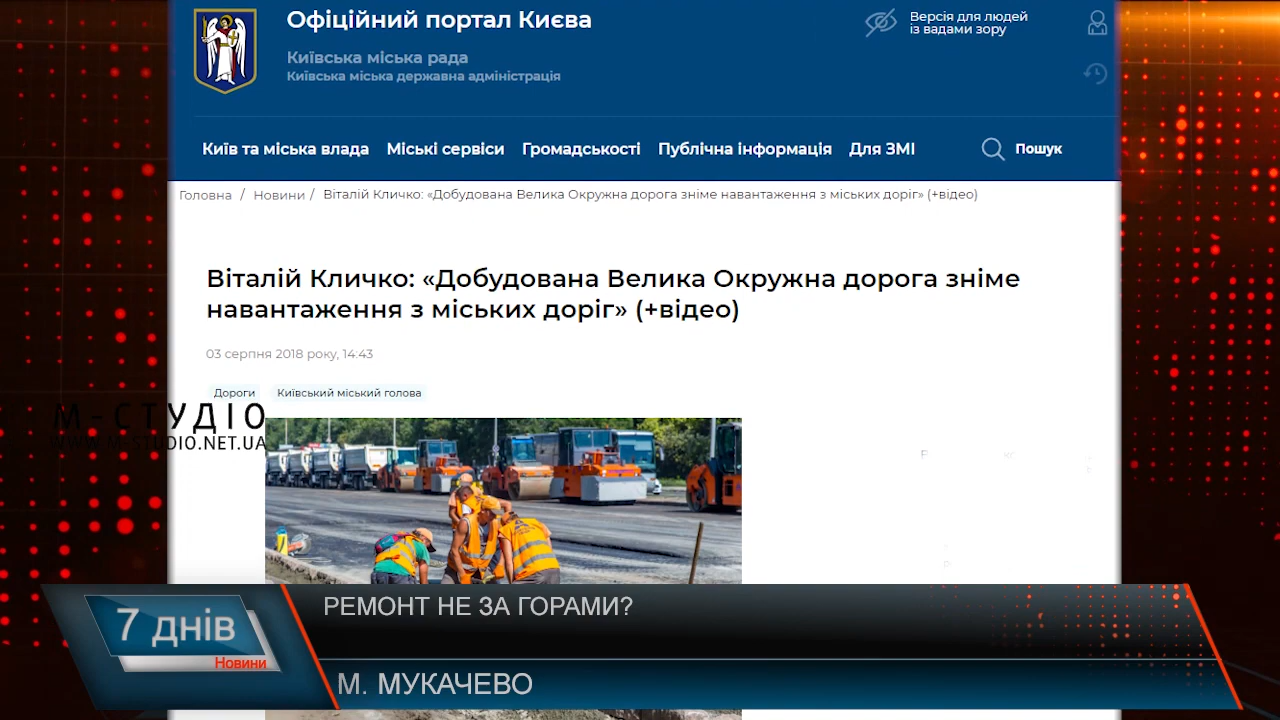 Офіційний портал Києва
Київська міська рада
Київська міська державна адміністрація
Версія для людей
із вадами зору
Київ та міська влада Міські сервіси Громадськості Публічна інформація Для ЗМІ Пошук
Головна / Новини / Віталій Кличко: «Добудована Велика Окружна дорога зніме навантаження з міських доріг» (+відео)
Віталій Кличко: «Добудована Велика Окружна дорога зніме
навантаження з міських доріг» (+відео)
03 серпня 2018 року, 14:43
Дороги Київський міський голова
М-СТУДІО
WWW.M-STUDIO.NET.UA
РЕМОНТ НЕ ЗА ГОРАМИ?
7 днів
Новини
М. МУКАЧЕВО